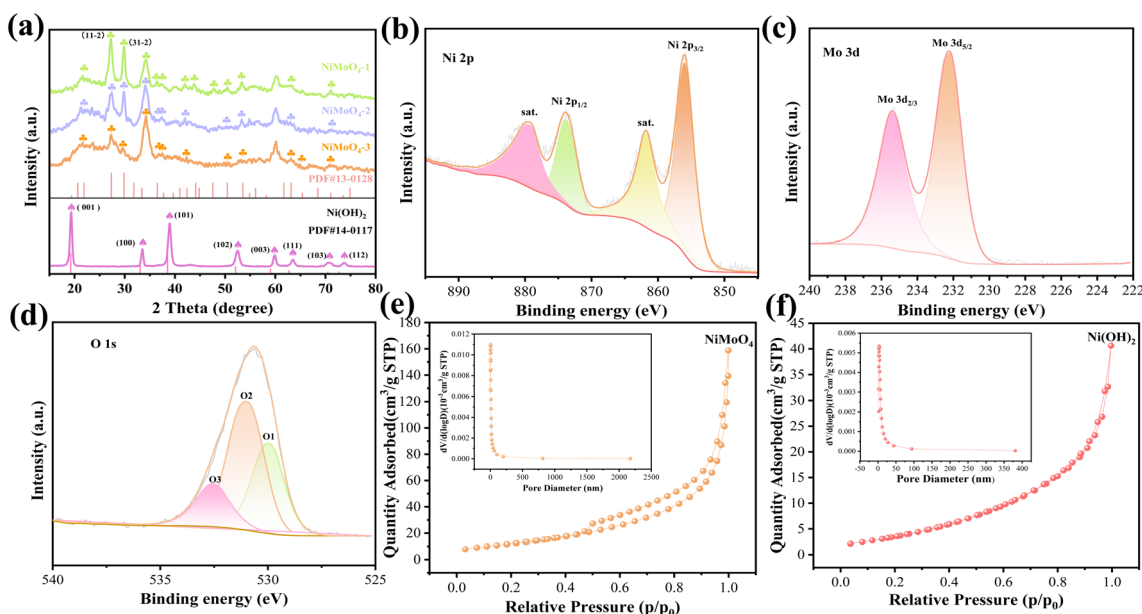 (a)
(11-2)
(31-2)
NiMoO₄-1
NiMoO₄-2
NiMoO₄-3
PDF#13-0128
Ni(OH)₂
PDF#14-0117
( 001 )
(100)
(101)
(102)
(003)
(111)
(103)
(112)
20 30 40 50 60 70 80
2 Theta (degree)
Intensity (a.u.)
(b)
Ni 2p
sat.
Ni 2p1/2
sat.
Ni 2p3/2
890 880 870 860 850
Binding energy (eV)
Intensity (a.u.)
(c)
Mo 3d
Mo 3d2/3
Mo 3d5/2
240 238 236 234 232 230 228 226 224 222
Binding energy (eV)
Intensity (a.u.)
(d)
O 1s
O2
O1
O3
540 535 530 525
Binding energy (eV)
Intensity (a.u.)
(e)
NiMoO₄
180
160
140
120
100
80
60
40
20
0
0.0 0.2 0.4 0.6 0.8 1.0
Relative Pressure (p/p₀)
Quantity Adsorbed(cm³/g STP)
0.012
0.010
0.008
0.006
0.004
0.002
0.000
0 500 1000 1500 2000 2500
Pore Diameter (nm)
dV/d(logD)(10⁻³cm³/g STP)
(f)
Ni(OH)₂
45
40
35
30
25
20
15
10
5
0
0.0 0.2 0.4 0.6 0.8 1.0
Relative Pressure (p/p₀)
Quantity Adsorbed(cm³/g STP)
0.006
0.005
0.004
0.003
0.002
0.001
0.000
-50 0 50 100 150 200 250 300 350 400
Pore Diameter (nm)
dV/d(logD)(10⁻³cm³/g STP)